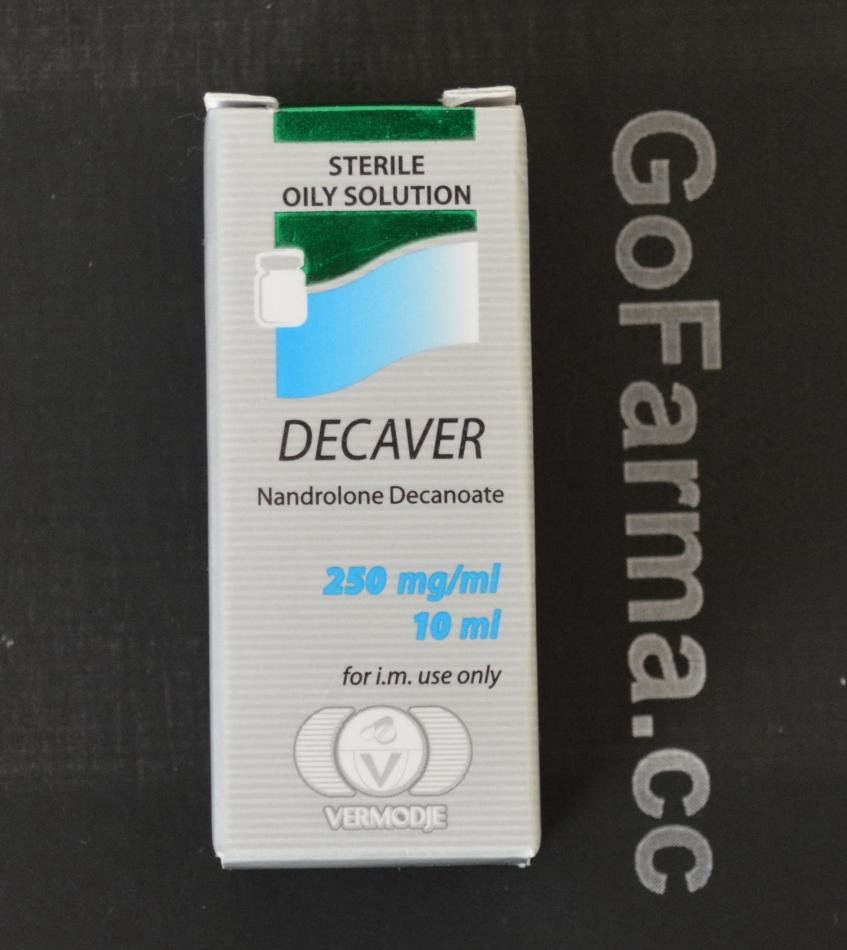 STERILE
OILY SOLUTION
DECAVER
Nandrolone Decanoate
250 mg/ml
10 ml
for i.m. use only
V
VERMODJE
GoFarma.cc